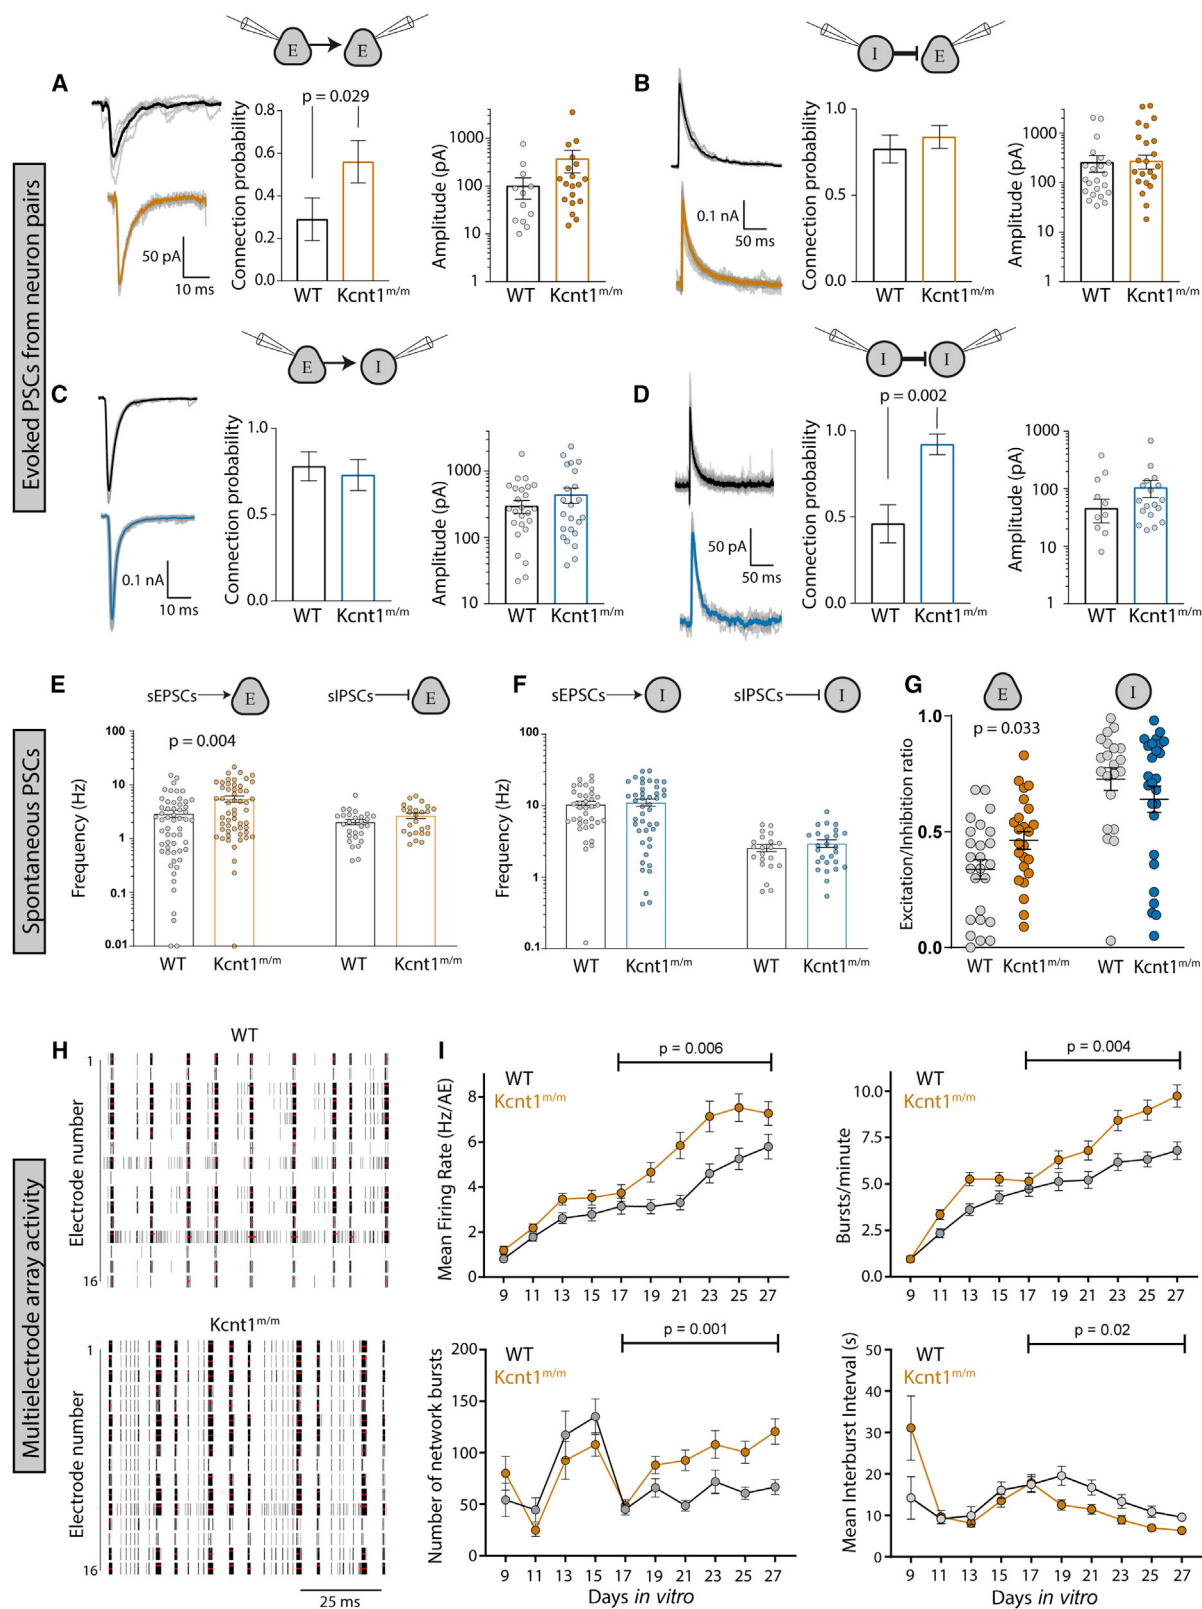 Evoked PSCs from neuron pairs
A
E
E
p = 0.029
Connection probability
0.8
0.6
0.4
0.2
0.0
WT
Kcnt1m/m
50 pA
10 ms
Amplitude (pA)
1000
100
10
1
WT
Kcnt1m/m
B
I
E
0.1 nA
50 ms
Connection probability
1.0
0.5
0.0
WT
Kcnt1m/m
Amplitude (pA)
1000
100
10
1
WT
Kcnt1m/m
C
E
I
0.1 nA
10 ms
Connection probability
1.0
0.5
0.0
WT
Kcnt1m/m
Amplitude (pA)
1000
100
10
WT
Kcnt1m/m
D
I
I
p = 0.002
50 pA
50 ms
Connection probability
1.0
0.5
0.0
WT
Kcnt1m/m
Amplitude (pA)
1000
100
10
1
WT
Kcnt1m/m
Spontaneous PSCs
E
sEPSCs
E
sIPSCs
E
p = 0.004
Frequency (Hz)
100
10
1
0.1
0.01
WT
Kcnt1m/m
WT
Kcnt1m/m
F
sEPSCs
I
sIPSCs
I
Frequency (Hz)
100
10
1
0.1
WT
Kcnt1m/m
WT
Kcnt1m/m
G
E
I
p = 0.033
Excitation/Inhibition ratio
1.0
0.5
0.0
WT
Kcnt1m/m
WT
Kcnt1m/m
Multielectrode array activity
H
WT
1
Electrode number
16
Kcnt1m/m
1
Electrode number
16
25 ms
I
p = 0.006
WT
Kcnt1m/m
Mean Firing Rate (Hz/AE)
8
6
4
2
0
9 11 13 15 17 19 21 23 25 27
p = 0.004
WT
Kcnt1m/m
Bursts/minute
10.0
7.5
5.0
2.5
0.0
9 11 13 15 17 19 21 23 25 27
p = 0.001
WT
Kcnt1m/m
Number of network bursts
200
150
100
50
0
9 11 13 15 17 19 21 23 25 27
Days in vitro
p = 0.02
WT
Kcnt1m/m
Mean Interburst Interval (s)
50
40
30
20
10
0
9 11 13 15 17 19 21 23 25 27
Days in vitro